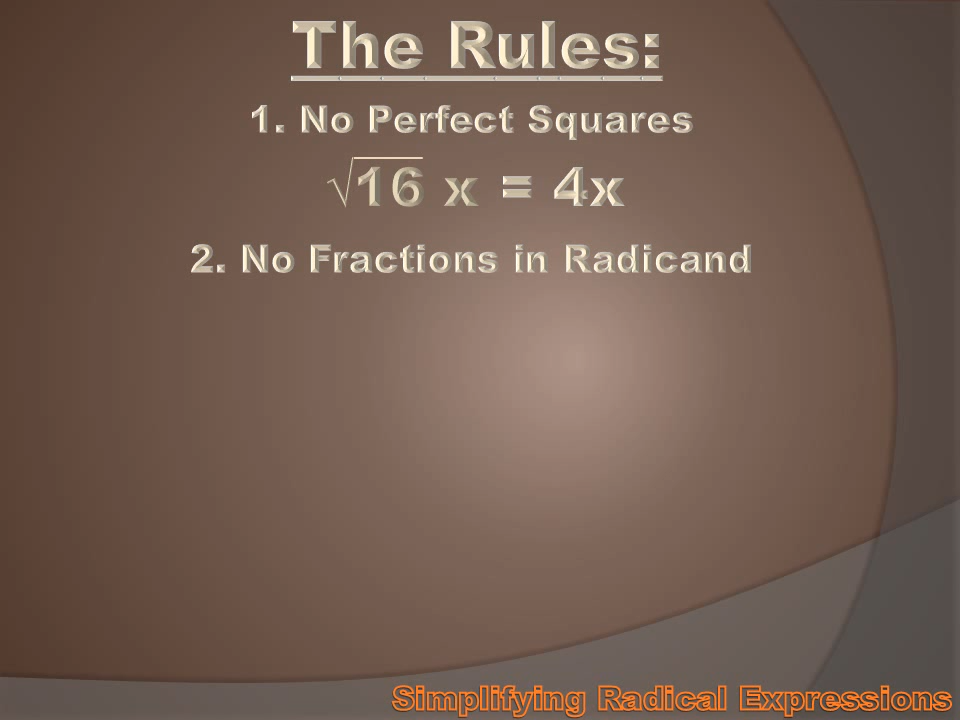 The Rules:
1. No Perfect Squares
√16 x = 4x
2. No Fractions in Radicand
Simplifying Radical Expressions